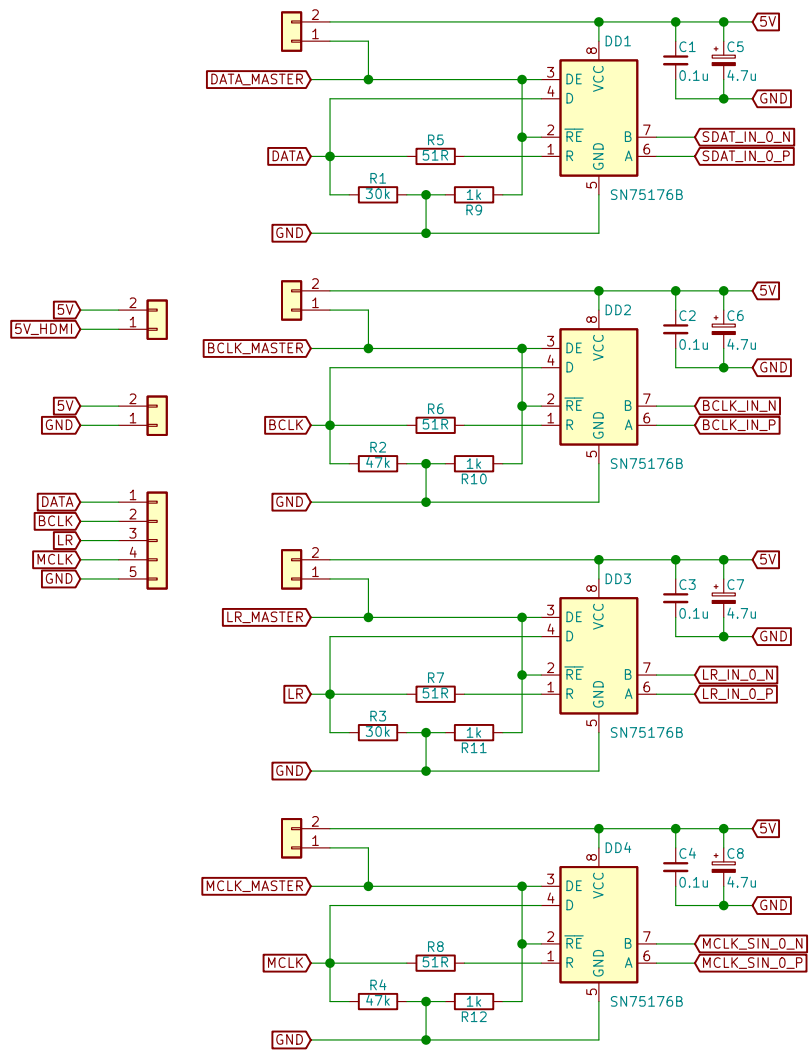 2
1
5V
DD1
8
VCC
C1
0.1u
C5
+
4.7u
DATA_MASTER
3 DE
4 D
GND
2 RE
B 7 SDAT_IN_0_N
DATA
R5
51R
1 R
GND
A 6 SDAT_IN_0_P
R1
30k
1k
R9
5
SN75176B
GND
5V 2
5V_HDMI 1
5V 2
GND 1
DATA 1
BCLK 2
LR 3
MCLK 4
GND 5
2
1
5V
DD2
8
VCC
C2
0.1u
C6
+
4.7u
BCLK_MASTER
3 DE
4 D
GND
2 RE
B 7 BCLK_IN_N
BCLK
R6
51R
1 R
GND
A 6 BCLK_IN_P
R2
47k
1k
R10
5
SN75176B
GND
2
1
5V
DD3
8
VCC
C3
0.1u
C7
+
4.7u
LR_MASTER
3 DE
4 D
GND
2 RE
B 7 LR_IN_0_N
LR
R7
51R
1 R
GND
A 6 LR_IN_0_P
R3
30k
1k
R11
5
SN75176B
GND
2
1
5V
DD4
8
VCC
C4
0.1u
C8
+
4.7u
MCLK_MASTER
3 DE
4 D
GND
2 RE
B 7 MCLK_SIN_0_N
MCLK
R8
51R
1 R
GND
A 6 MCLK_SIN_0_P
R4
47k
1k
R12
5
SN75176B
GND